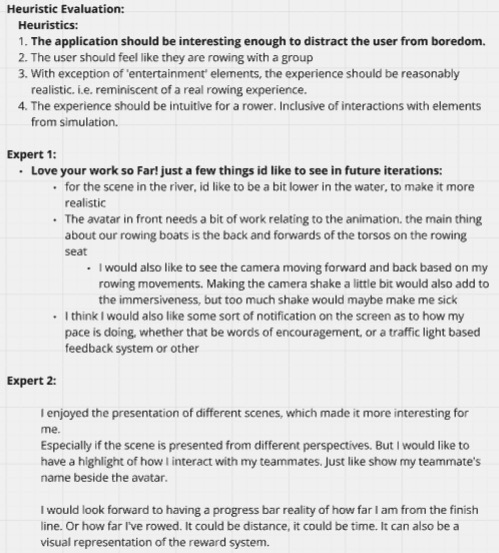 Heuristic Evaluation:
Heuristics:
1. The application should be interesting enough to distract the user from boredom.
2. The user should feel like they are rowing with a group
3. With exception of 'entertainment' elements, the experience should be reasonably
realistic. i.e. reminiscent of a real rowing experience.
4. The experience should be intuitive for a rower. Inclusive of interactions with elements
from simulation.
Expert 1:
• Love your work so Far! just a few things id like to see in future iterations:
• for the scene in the river, id like to be a bit lower in the water, to make it more
realistic
• The avatar in front needs a bit of work relating to the animation. the main thing
about our rowing boats is the back and forwards of the torsos on the rowing
seat
• I would also like to see the camera moving forward and back based on my
rowing movements. Making the camera shake a little bit would also add to
the immersiveness, but too much shake would maybe make me sick
• I think I would also like some sort of notification on the screen as to how my
pace is doing, whether that be words of encouragement, or a traffic light based
feedback system or other
Expert 2:
I enjoyed the presentation of different scenes, which made it more interesting for
me.
Especially if the scene is presented from different perspectives. But I would like to
have a highlight of how I interact with my teammates. Just like show my teammate's
name beside the avatar.
I would look forward to having a progress bar reality of how far I am from the finish
line. Or how far I've rowed. It could be distance, it could be time. It can also be a
visual representation of the reward system.